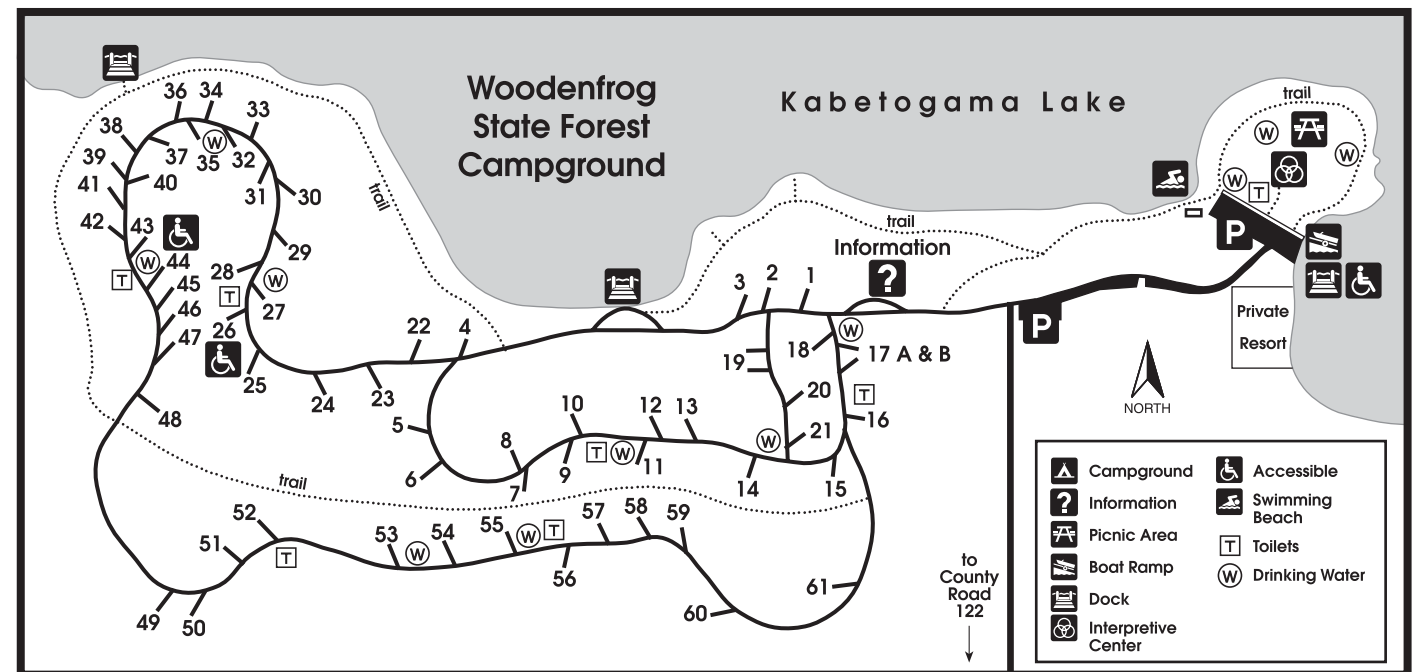 Woodenfrog
State Forest
Campground
Kabetogama Lake
trail
W
W
W
T
P
trail
trail
Information
?
36
34
33
38
37
W
35
32
39
40
31
30
41
42
43
W
44
T
29
28
W
T
27
45
46
26
47
25
24
23
22
4
48
3
2
1
18
W
17 A & B
19
20
T
16
21
W
14
15
P
Private
Resort
NORTH
5
6
8
7
10
9
T
W
12
11
13
trail
52
51
T
53
W
54
55
W
T
56
57
58
59
60
61
49
50
to
County
Road
122
Campground
? Information
Picnic Area
Boat Ramp
Dock
Interpretive
Center
Accessible
Swimming
Beach
T Toilets
W Drinking Water